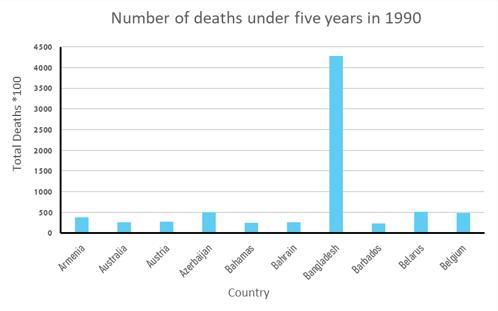 Number of deaths under five years in 1990
Total Deaths *100
4500
4000
3500
3000
2500
2000
1500
1000
500
0
Armenia
Australia
Austria
Azerbaijan
Bahamas
Bahrain
Bangladesh
Barbados
Belarus
Belgium
Country